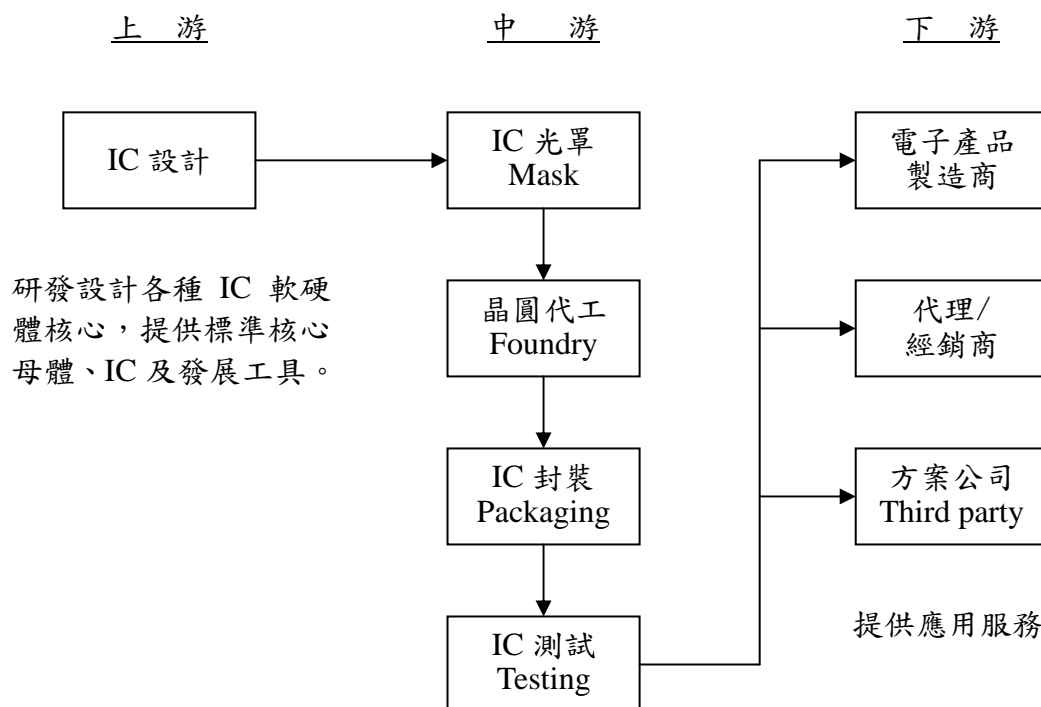 上 游
中 游
下 游
IC 設計
IC 光罩
Mask
電子產品
製造商
研發設計各種 IC 軟硬
體核心，提供標準核心
母體、IC 及發展工具。
晶圓代工
Foundry
代理/
經銷商
IC 封裝
Packaging
方案公司
Third party
IC 測試
Testing
提供應用服務